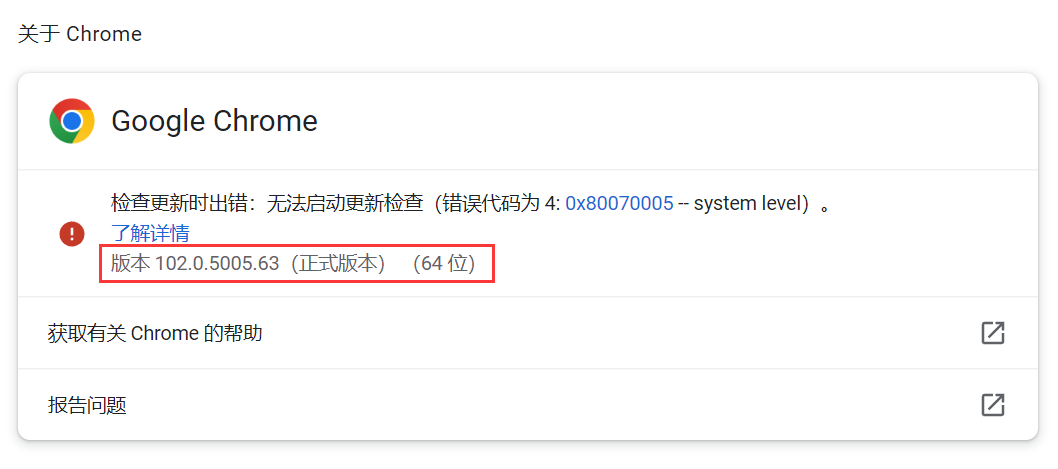 关于 Chrome
Google Chrome
检查更新时出错：无法启动更新检查（错误代码为 4: 0x80070005 -- system level）。
了解详情
版本 102.0.5005.63（正式版本） （64 位）
获取有关 Chrome 的帮助
报告问题